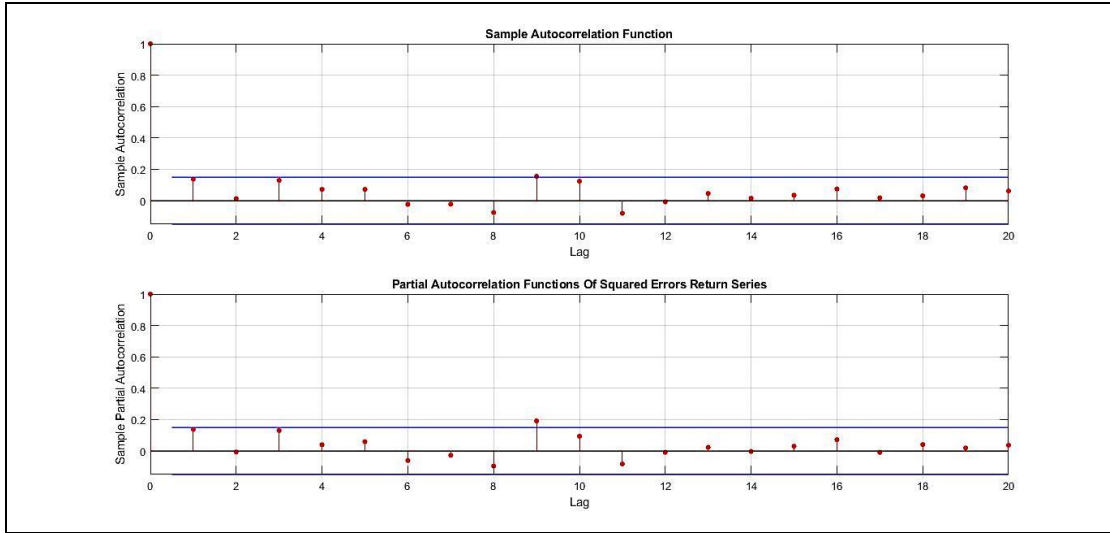 Sample Autocorrelation Function
Sample Autocorrelation
1
0.8
0.6
0.4
0.2
0
0 2 4 6 8 10 12 14 16 18 20
Lag
Partial Autocorrelation Functions Of Squared Errors Return Series
Sample Partial Autocorrelation
1
0.8
0.6
0.4
0.2
0
0 2 4 6 8 10 12 14 16 18 20
Lag